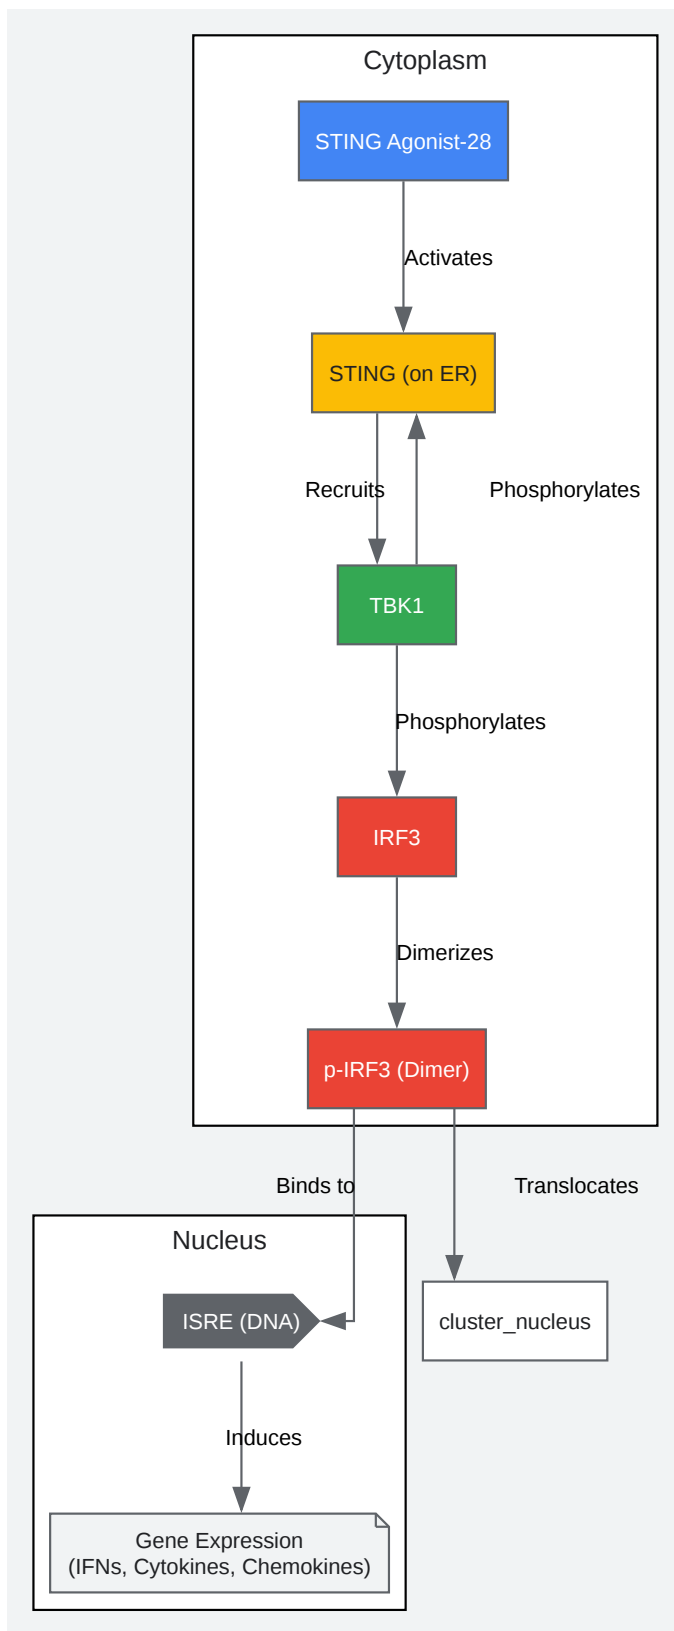 Cytoplasm
STING Agonist-28
Activates
STING (on ER)
Recruits
Phosphorylates
TBK1
Phosphorylates
IRF3
Dimerizes
p-IRF3 (Dimer)
Binds to
Translocates
Nucleus
ISRE (DNA)
cluster_nucleus
Induces
Gene Expression
(IFNs, Cytokines, Chemokines)